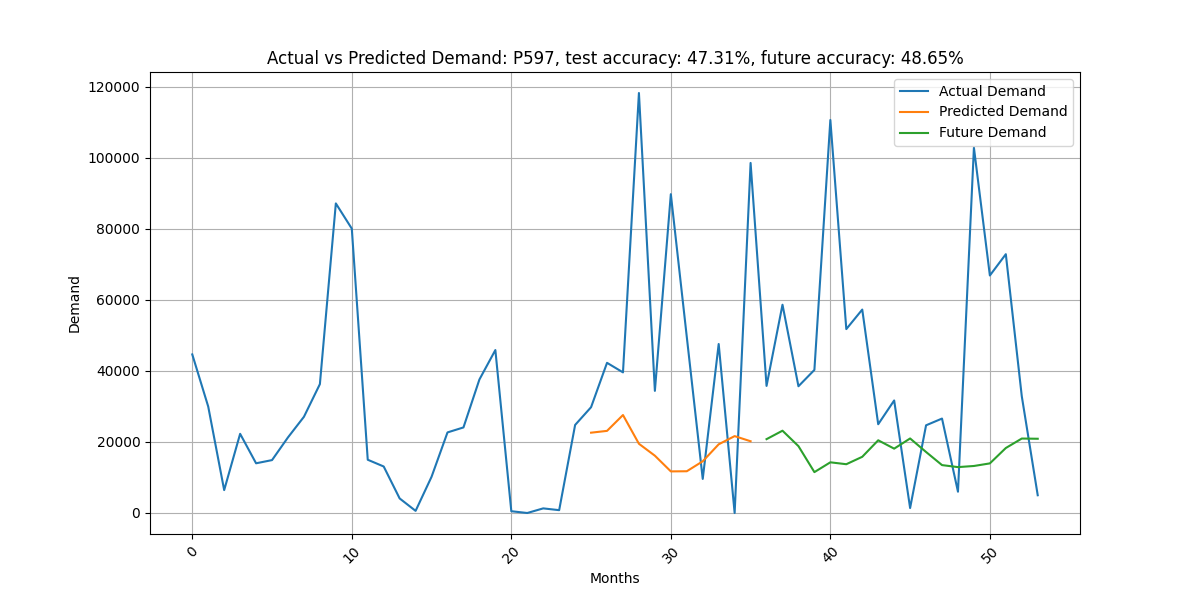 Actual vs Predicted Demand: P597, test accuracy: 47.31%, future accuracy: 48.65%
Actual Demand
Predicted Demand
Future Demand
120000
100000
80000
60000
40000
20000
0
Demand
0
10
20
30
40
50
Months